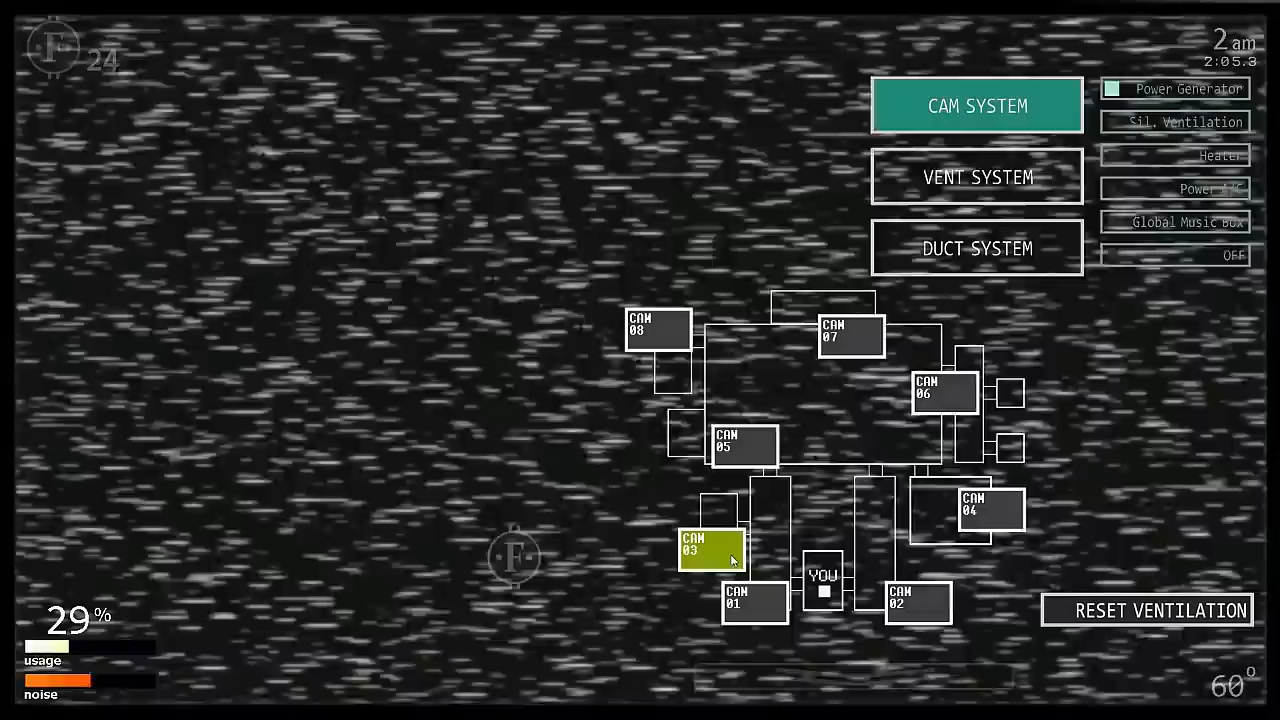 F 24
2 am
2:05.3
CAM SYSTEM
VENT SYSTEM
DUCT SYSTEM
Power Generator
Sil. Ventilation
Heater
Power A/C
Global Music Box
OFF
CAM
08
CAM
07
CAM
06
CAM
05
CAM
04
CAM
03
YOU
CAM
01
CAM
02
F
RESET VENTILATION
29%
usage
noise
60°